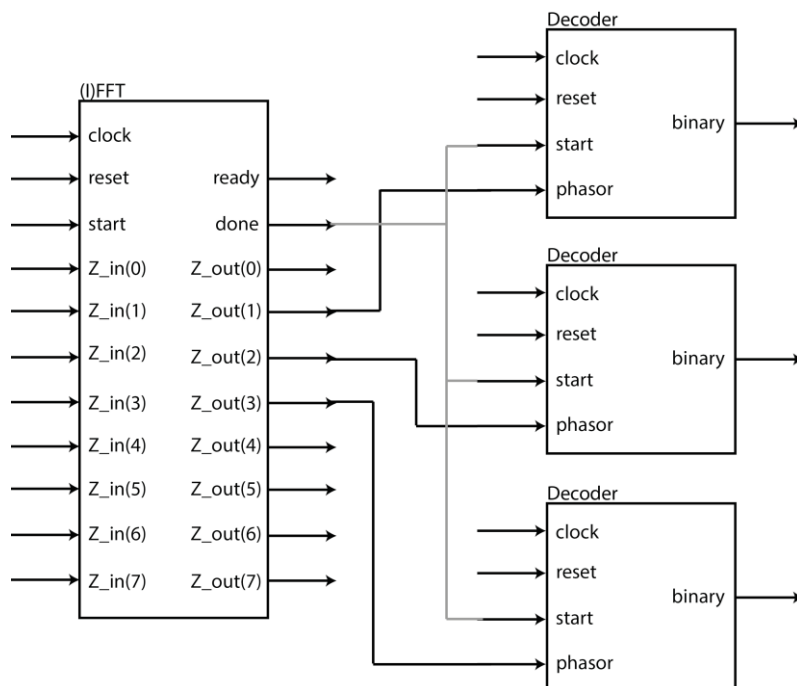 (I)FFT
clock
reset
start
Z_in(0)
Z_in(1)
Z_in(2)
Z_in(3)
Z_in(4)
Z_in(5)
Z_in(6)
Z_in(7)
ready
done
Z_out(0)
Z_out(1)
Z_out(2)
Z_out(3)
Z_out(4)
Z_out(5)
Z_out(6)
Z_out(7)
Decoder
clock
reset
start
phasor
binary
Decoder
clock
reset
start
phasor
binary
Decoder
clock
reset
start
phasor
binary